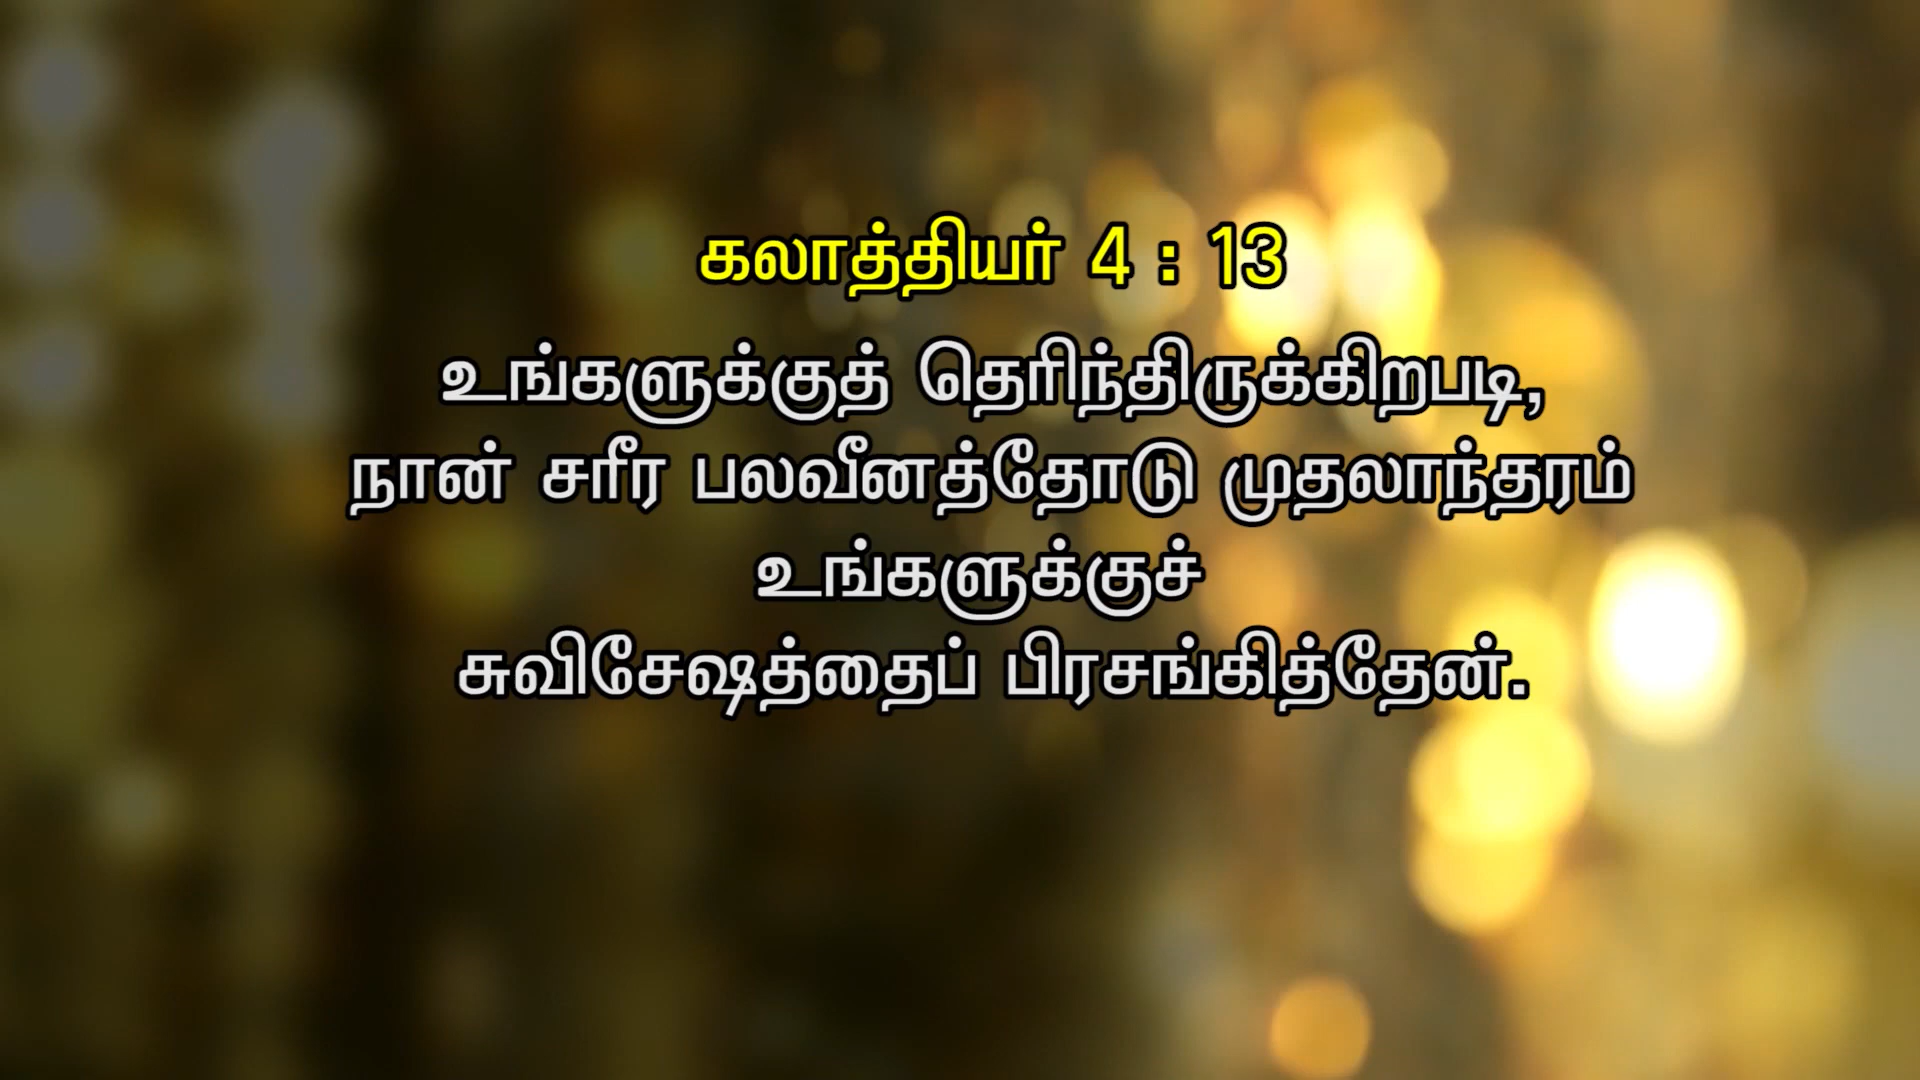 கலாத்தியர் 4 : 13
உங்களுக்குத் தெரிந்திருக்கிறபடி,
நான் சரீர பலவீனத்தோடு முதலாந்தரம்
உங்களுக்குச்
சுவிசேஷத்தைப் பிரசங்கித்தேன்.